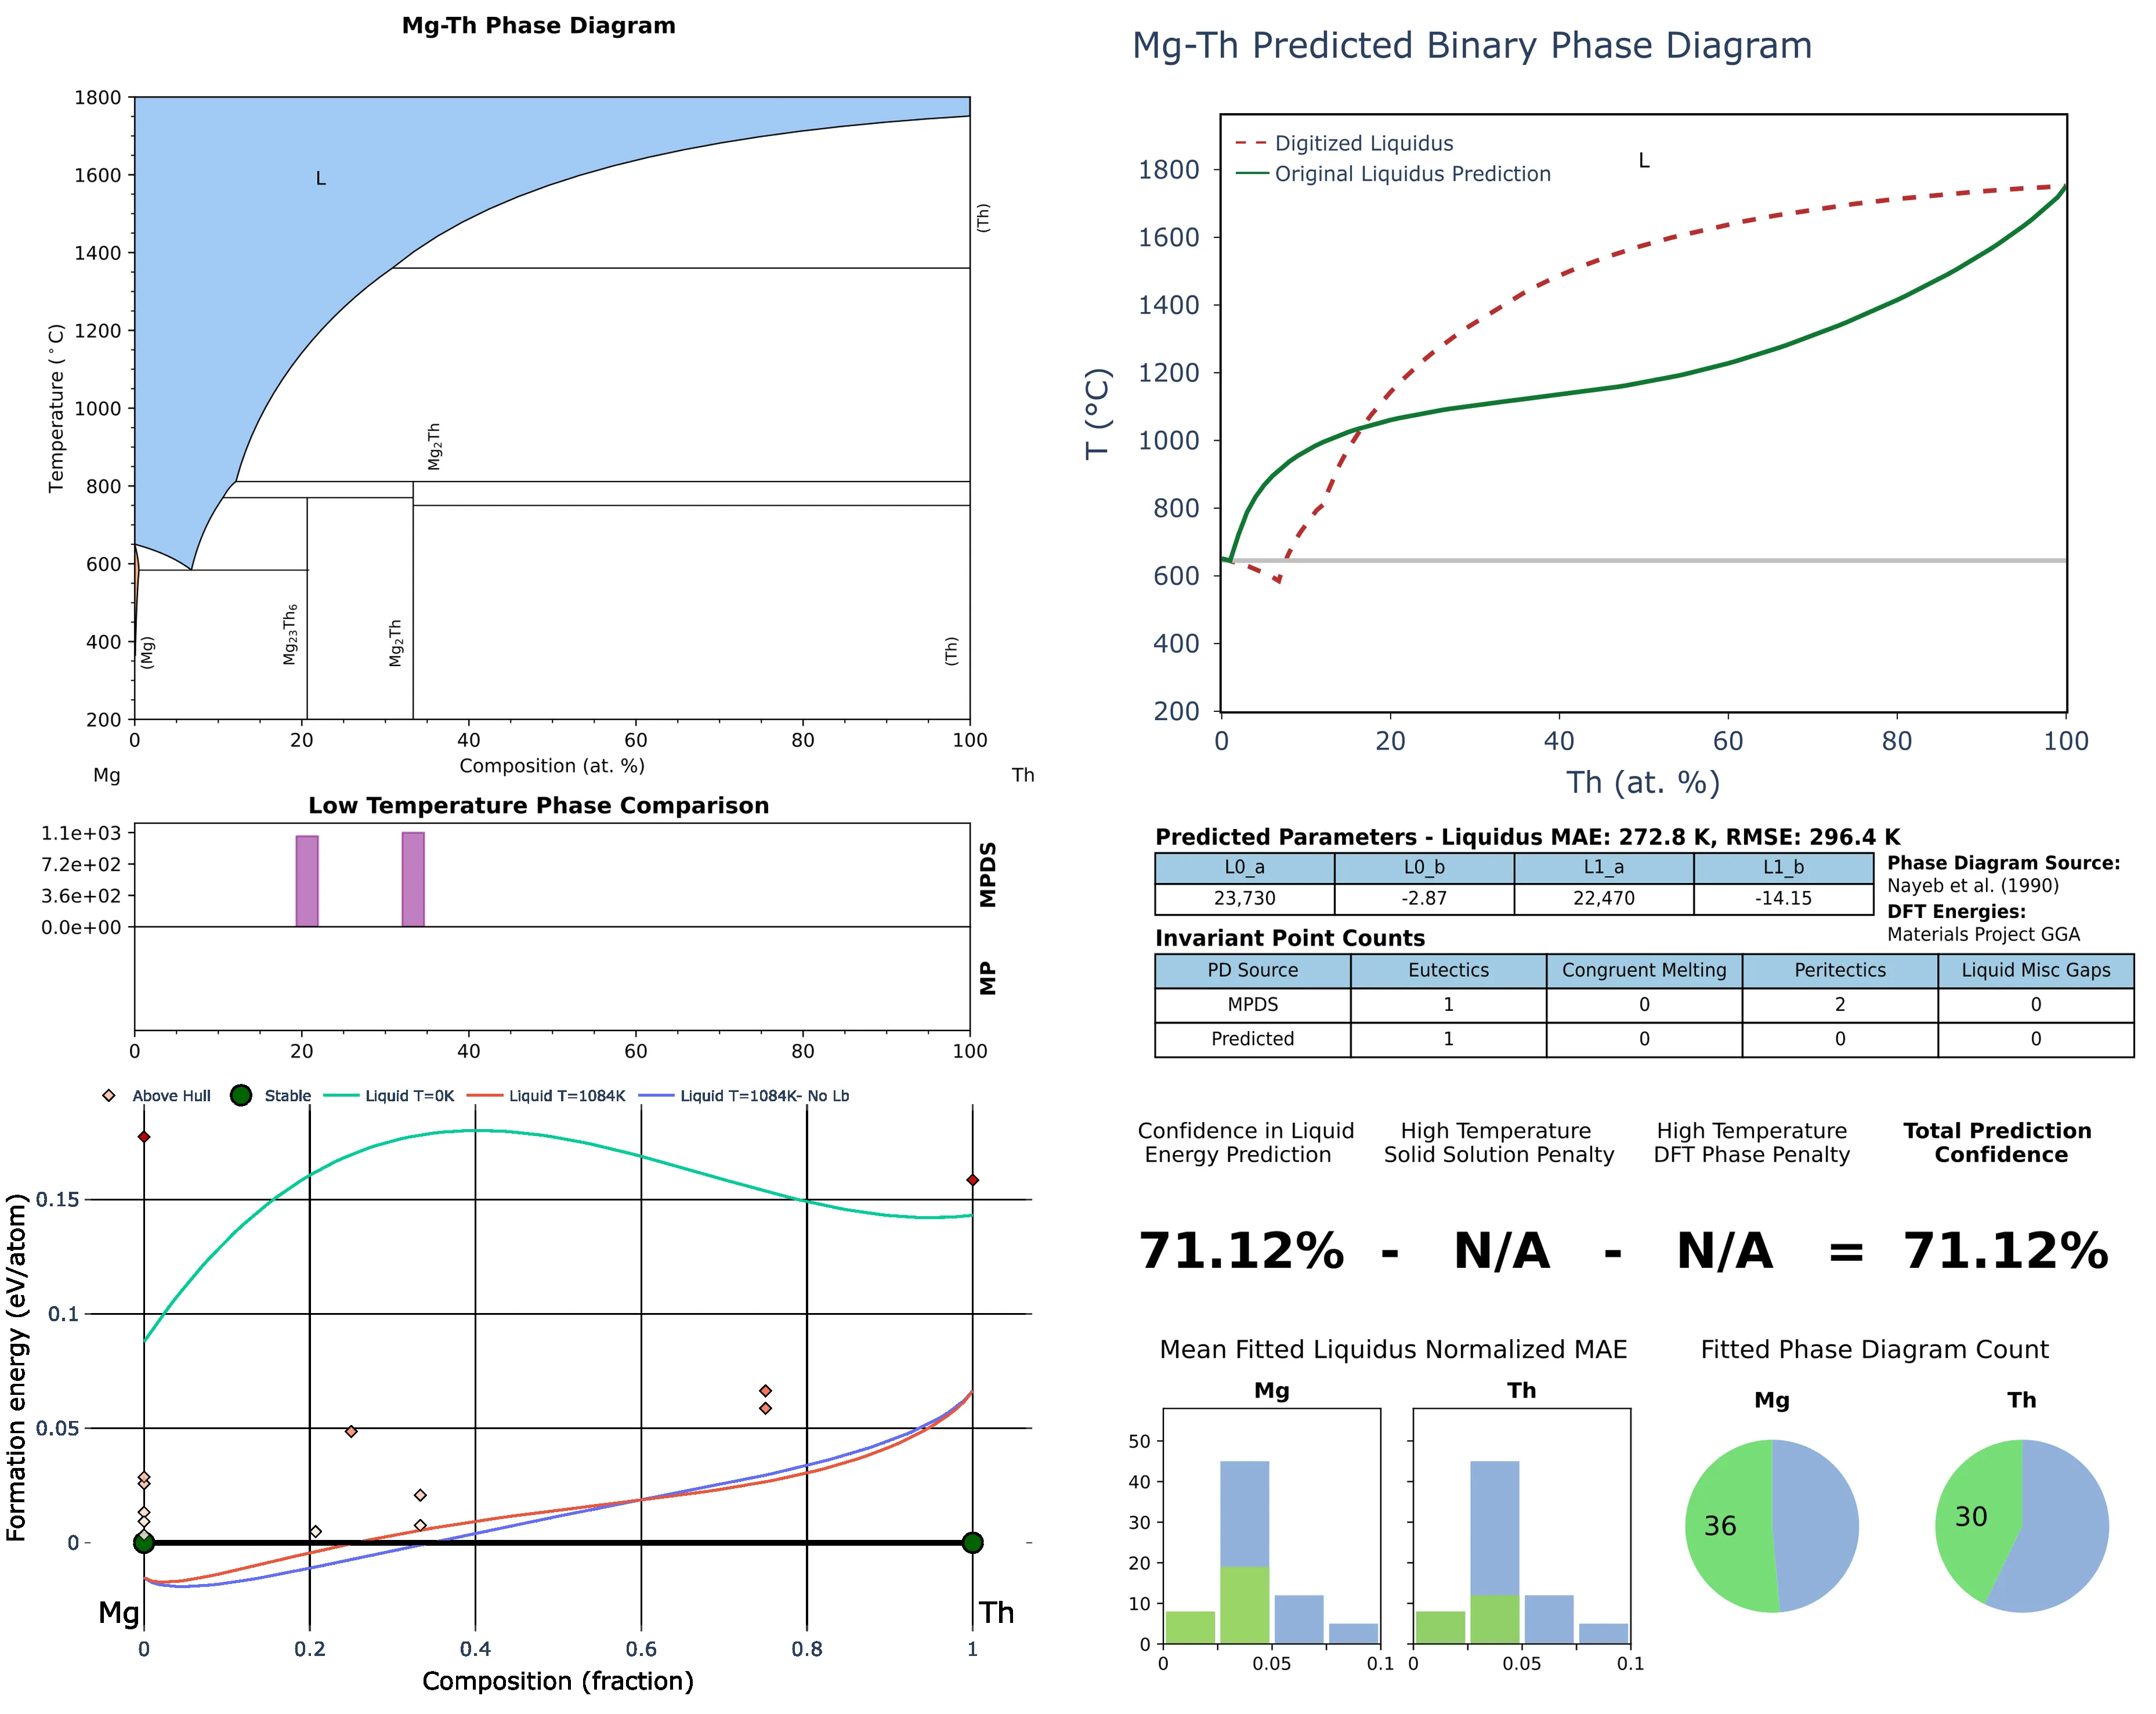 Mg-Th Phase Diagram
1800
1600
1400
1200
1000
800
600
400
200
Temperature (°C)
L
(Th)
Mg₂Th
(Mg)
Mg₂₃Th₆
Mg₂Th
(Th)
0 20 40 60 80 100
Composition (at. %)
Mg Th
Low Temperature Phase Comparison
1.1e+03
7.2e+02
3.6e+02
0.0e+00
MPDS
MP
0 20 40 60 80 100
Above Hull Stable Liquid T=0K Liquid T=1084K Liquid T=1084K- No Lb
Formation energy (eV/atom)
0.15
0.1
0.05
0
Mg Th
0 0.2 0.4 0.6 0.8 1
Composition (fraction)
Mg-Th Predicted Binary Phase Diagram
Digitized Liquidus
Original Liquidus Prediction
L
1800
1600
1400
1200
1000
800
600
400
200
T (°C)
0 20 40 60 80 100
Th (at. %)
Predicted Parameters - Liquidus MAE: 272.8 K, RMSE: 296.4 K
L0_a L0_b L1_a L1_b
23,730 -2.87 22,470 -14.15
Phase Diagram Source:
Nayeb et al. (1990)
DFT Energies:
Materials Project GGA
Invariant Point Counts
PD Source Eutectics Congruent Melting Peritectics Liquid Misc Gaps
MPDS 1 0 2 0
Predicted 1 0 0 0
Confidence in Liquid Energy Prediction
High Temperature Solid Solution Penalty
High Temperature DFT Phase Penalty
Total Prediction Confidence
71.12% - N/A - N/A = 71.12%
Mean Fitted Liquidus Normalized MAE
Mg Th
50
40
30
20
10
0
0 0.05 0.1 0 0.05 0.1
Fitted Phase Diagram Count
Mg Th
36 30